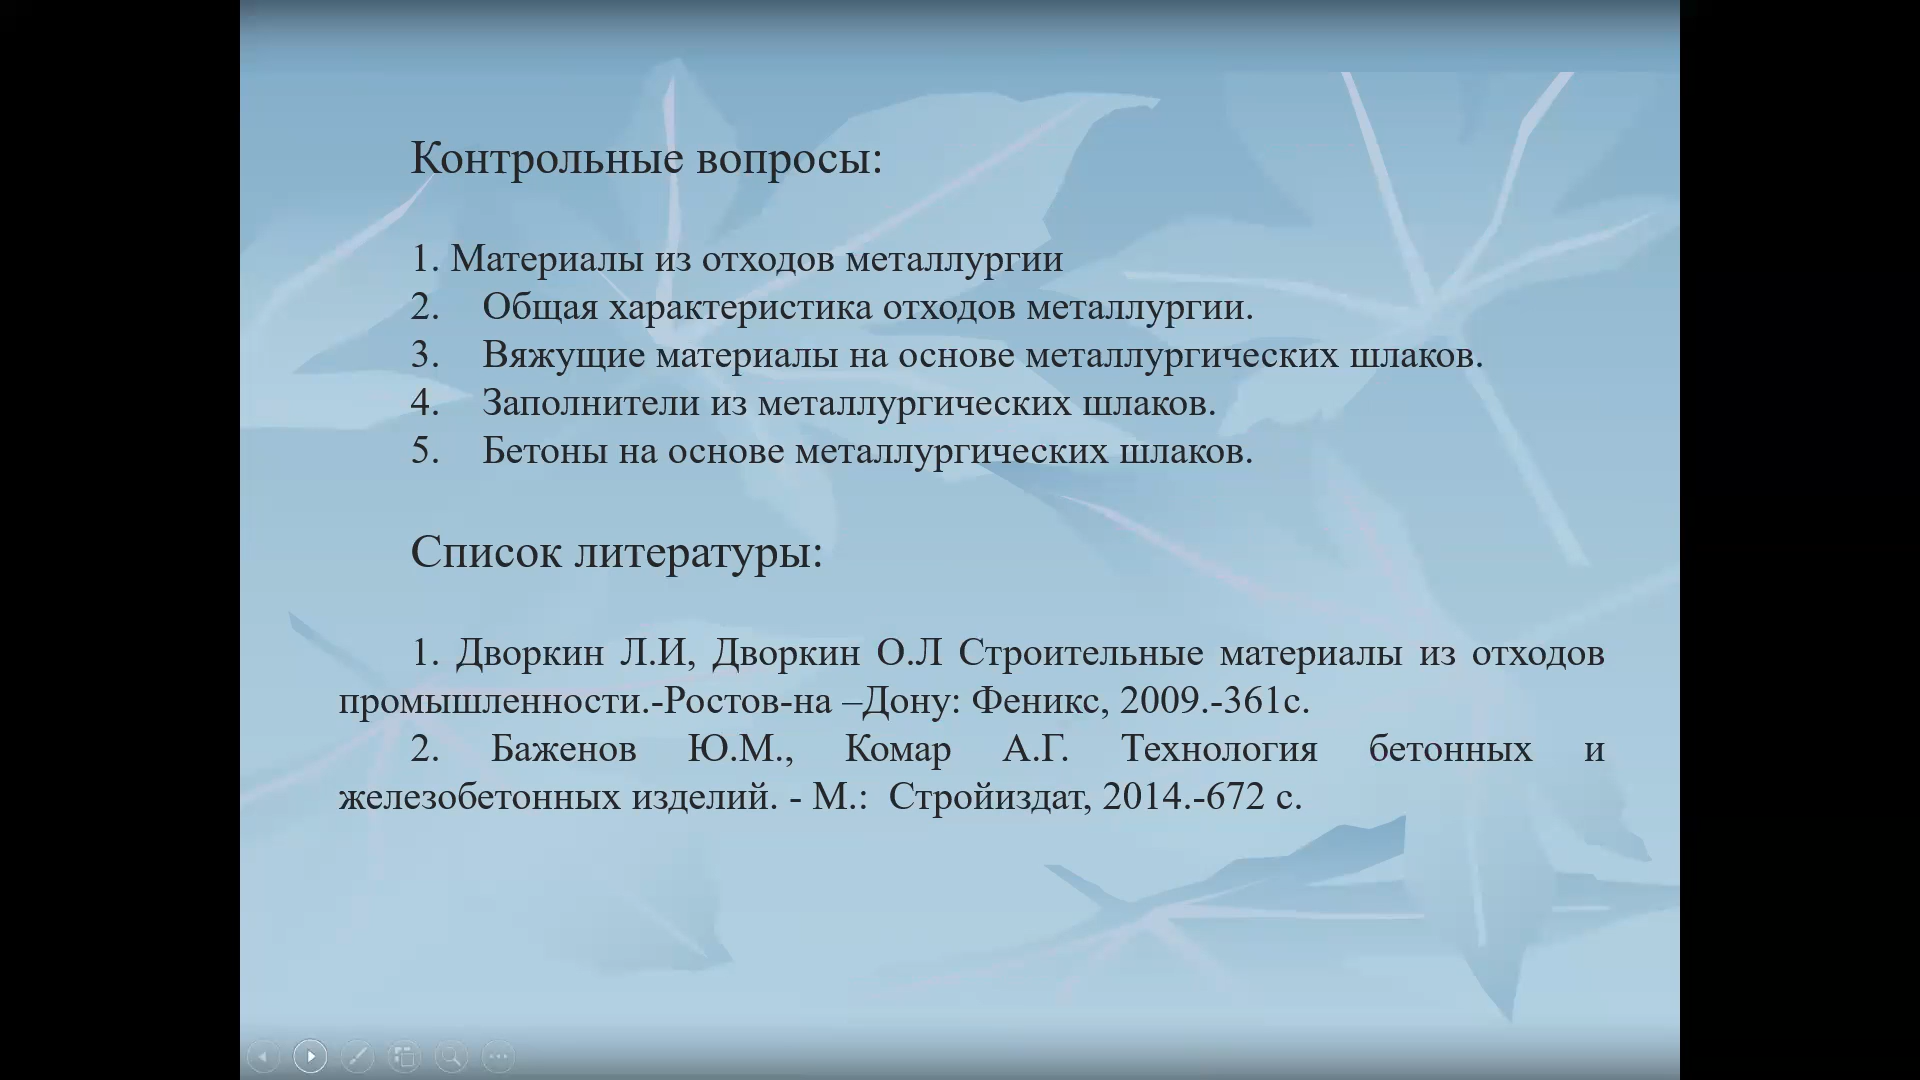 Контрольные вопросы:
1. Материалы из отходов металлургии
2. Общая характеристика отходов металлургии.
3. Вяжущие материалы на основе металлургических шлаков.
4. Заполнители из металлургических шлаков.
5. Бетоны на основе металлургических шлаков.
Список литературы:
1. Дворкин Л.И, Дворкин О.Л Строительные материалы из отходов
промышленности.-Ростов-на –Дону: Феникс, 2009.-361с.
2. Баженов Ю.М., Комар А.Г. Технология бетонных и
железобетонных изделий. - М.: Стройиздат, 2014.-672 с.